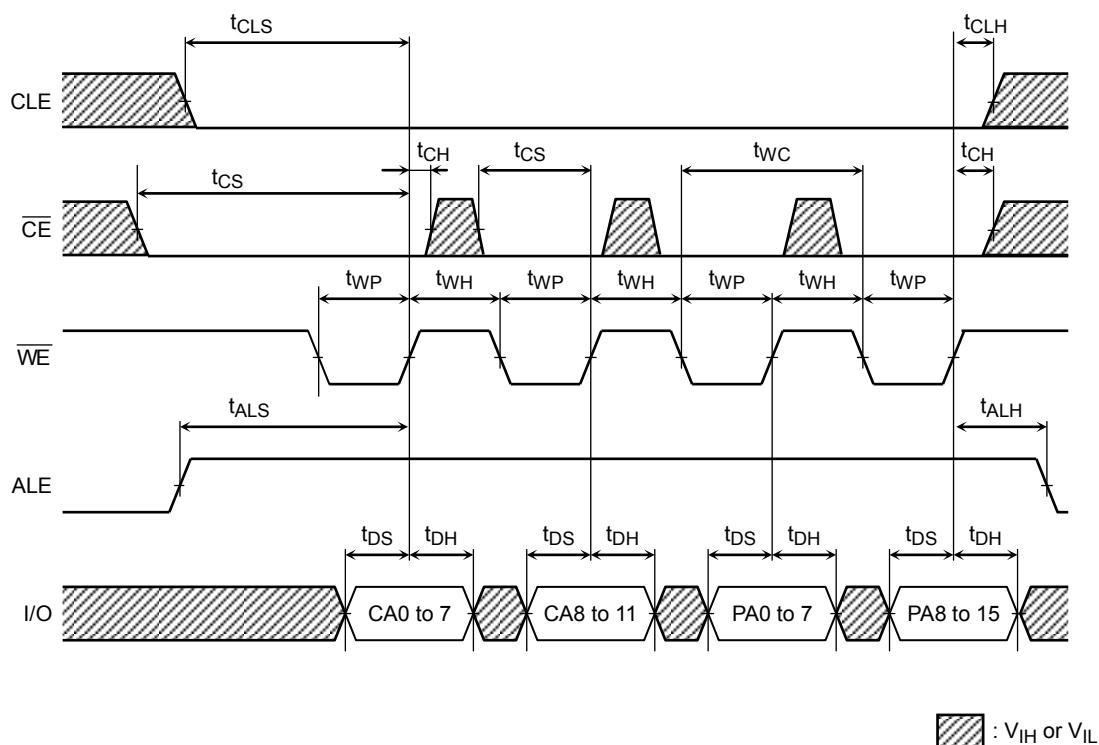 tCLS tCLH
CLE
tCH tCS tWC tCH
tCS
CE
tWP tWH tWP tWH tWP tWH tWP
WE
tALS tALH
ALE
tDS tDH tDS tDH tDS tDH tDS tDH
I/O CA0 to 7 CA8 to 11 PA0 to 7 PA8 to 15
: VIH or VIL